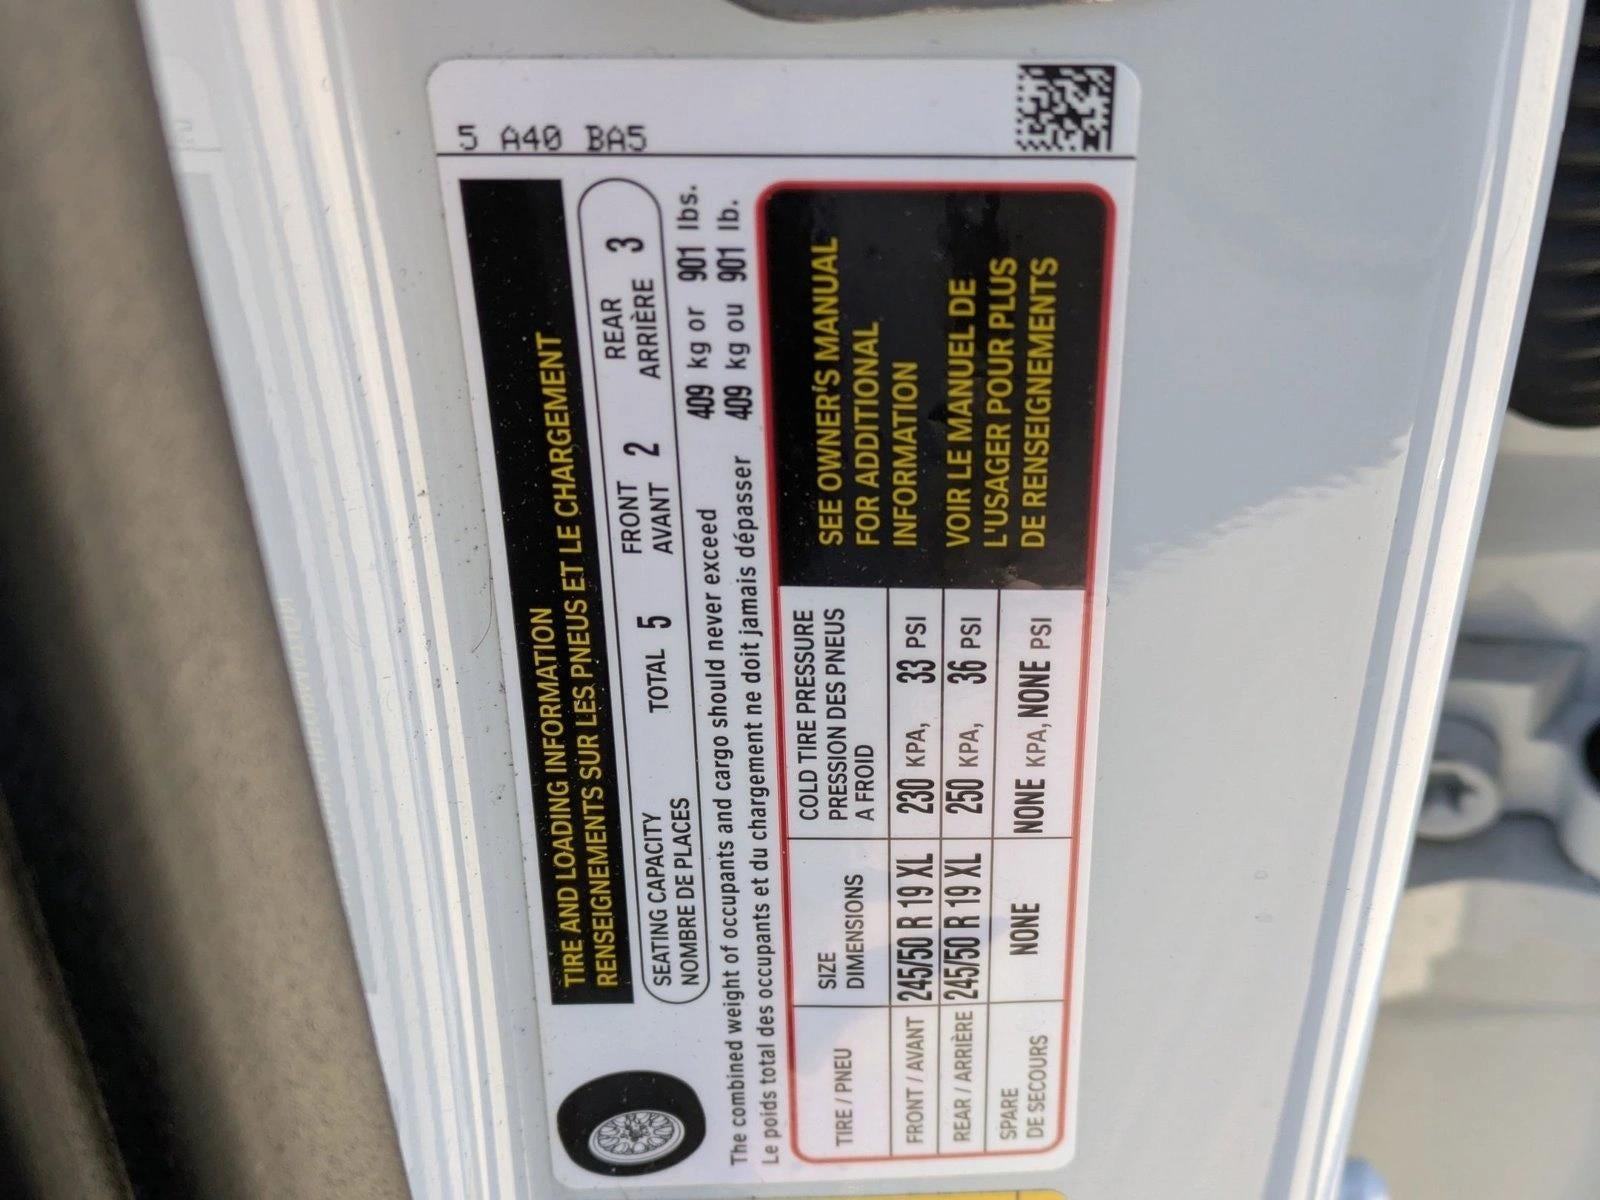 5 A40 BA5
TIRE AND LOADING INFORMATION
RENSEIGNEMENTS SUR LES PNEUS ET LE CHARGEMENT
SEATING CAPACITY
NOMBRE DE PLACES
TOTAL 5
FRONT
AVANT 2
REAR
ARRIÈRE 3
The combined weight of occupants and cargo should never exceed 409 kg or 901 lbs.
Le poids total des occupants et du chargement ne doit jamais dépasser 409 kg ou 901 lb.
TIRE / PNEU
SIZE
DIMENSIONS
COLD TIRE PRESSURE
PRESSION DES PNEUS
A FROID
FRONT / AVANT 245/50 R 19 XL 230 KPA, 33 PSI
REAR / ARRIÈRE 245/50 R 19 XL 250 KPA, 36 PSI
SPARE
DE SECOURS NONE NONE KPA, NONE PSI
SEE OWNER'S MANUAL
FOR ADDITIONAL
INFORMATION
VOIR LE MANUEL DE
L'USAGER POUR PLUS
DE RENSEIGNEMENTS